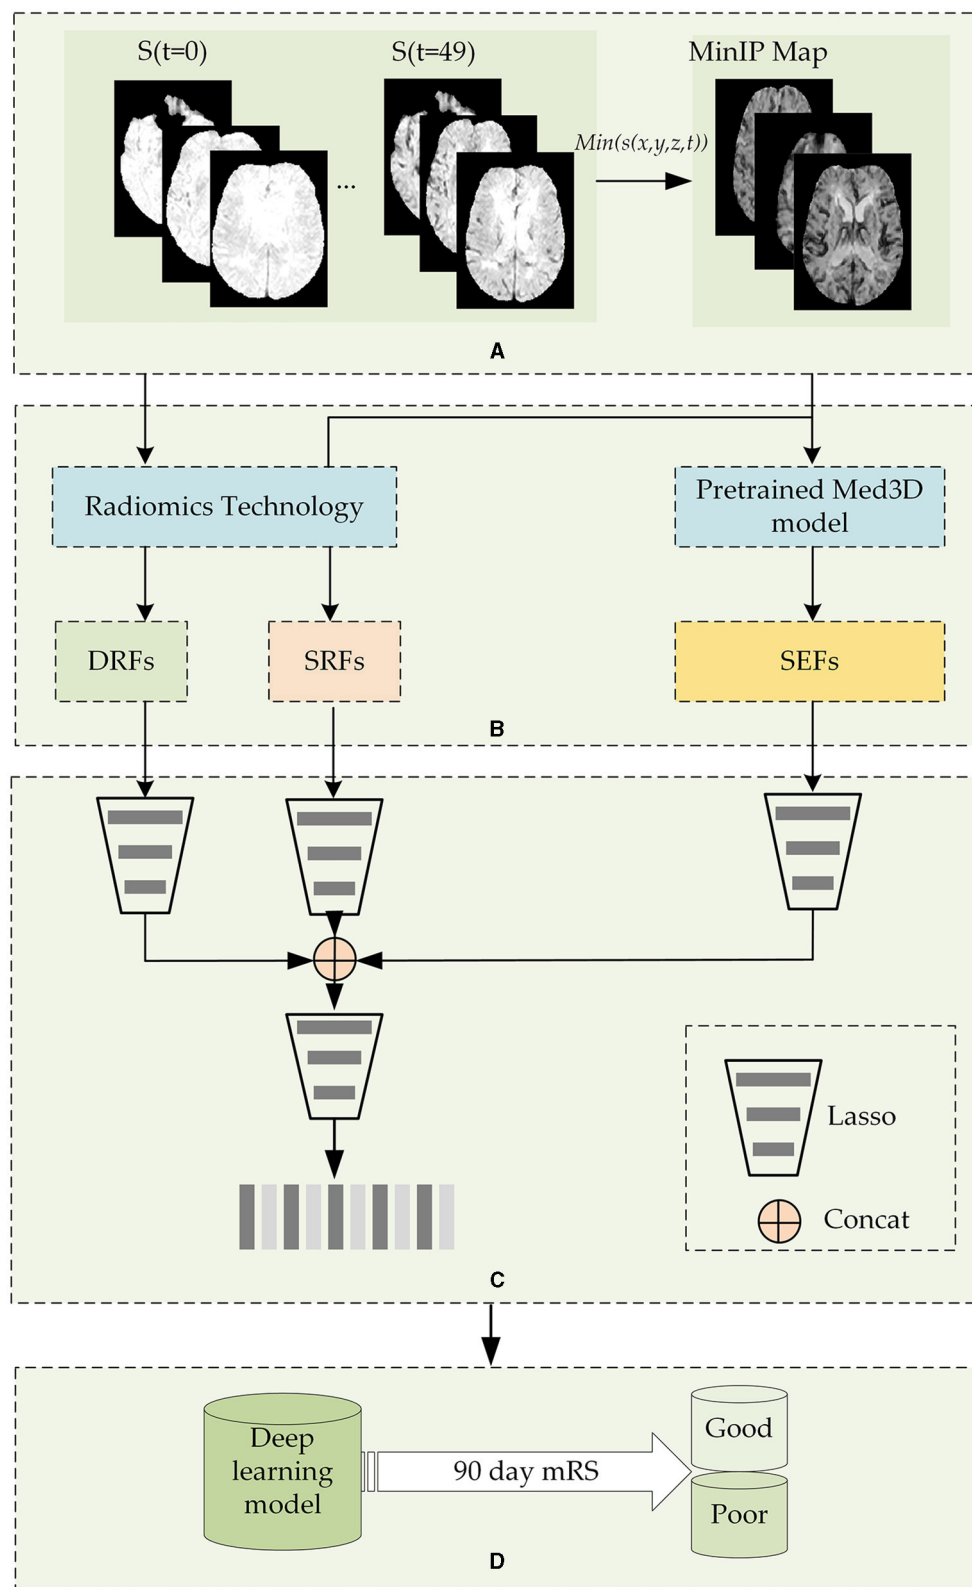 S(t=0)
S(t=49)
MinIP Map
Min(s(x,y,z,t))
...
A
Radiomics Technology
Pretrained Med3D
model
DRFs
SRFs
SEFs
B
Lasso
Concat
C
Deep
learning
model
90 day mRS
Good
Poor
D